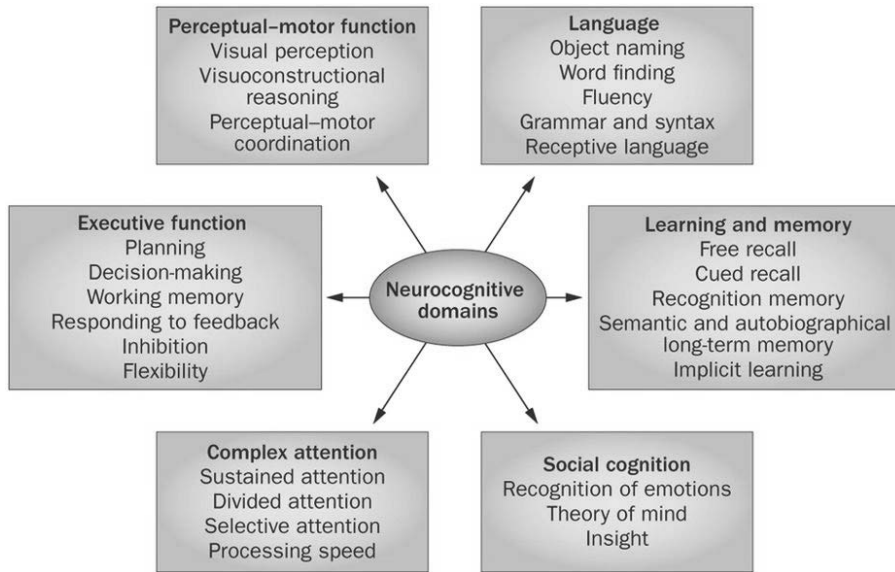 Perceptual–motor function
Visual perception
Visuoconstructional
reasoning
Perceptual–motor
coordination
Language
Object naming
Word finding
Fluency
Grammar and syntax
Receptive language
Executive function
Planning
Decision-making
Working memory
Responding to feedback
Inhibition
Flexibility
Neurocognitive
domains
Learning and memory
Free recall
Cued recall
Recognition memory
Semantic and autobiographical
long-term memory
Implicit learning
Complex attention
Sustained attention
Divided attention
Selective attention
Processing speed
Social cognition
Recognition of emotions
Theory of mind
Insight